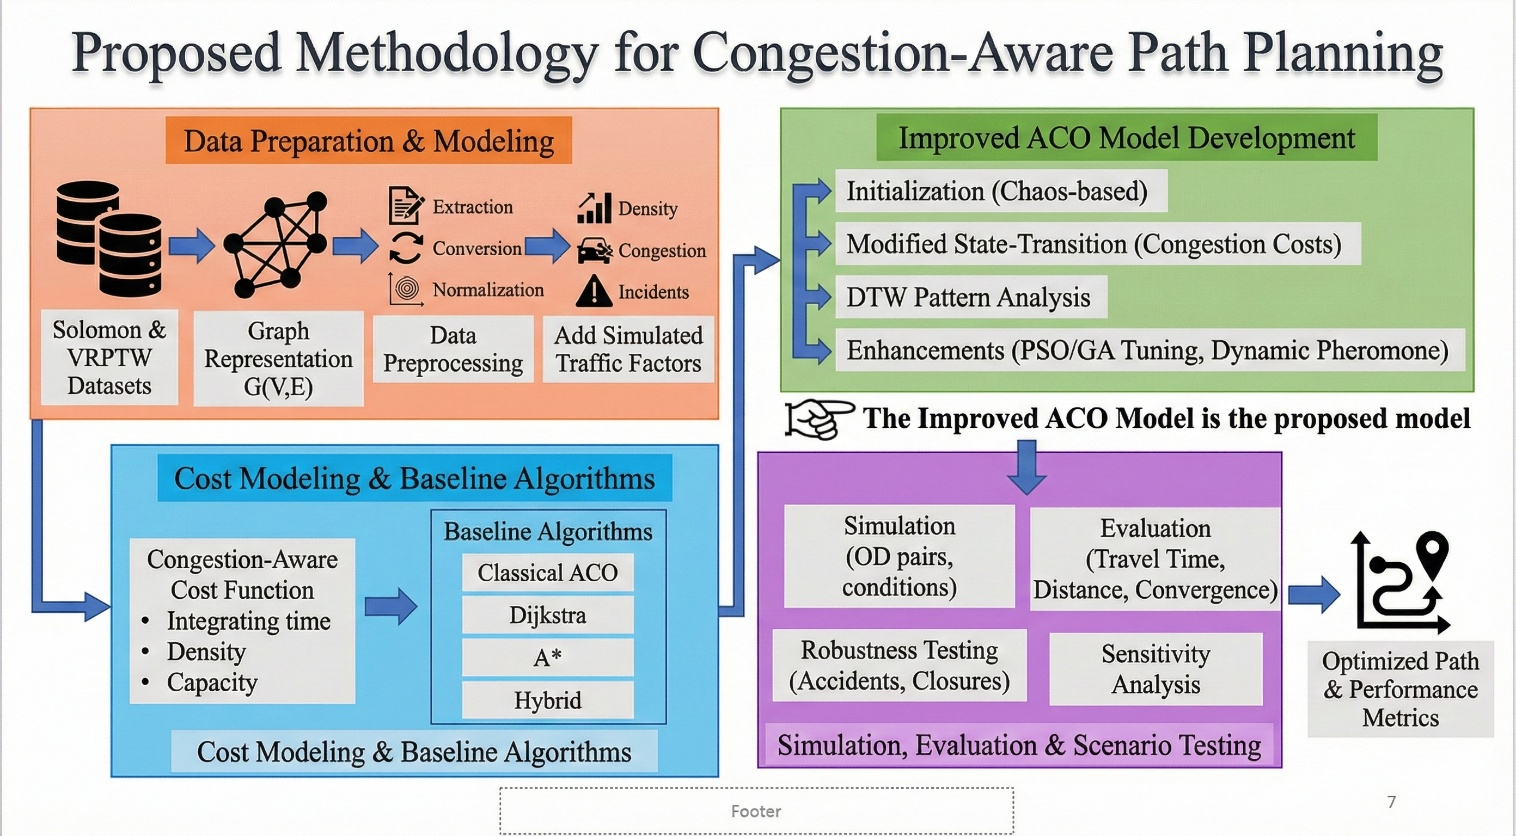 Proposed Methodology for Congestion-Aware Path Planning
Data Preparation & Modeling
Extraction
Conversion
Normalization
Density
Congestion
Incidents
Solomon &
VRPTW
Datasets
Graph
Representation
G(V,E)
Data
Preprocessing
Add Simulated
Traffic Factors
Cost Modeling & Baseline Algorithms
Congestion-Aware
Cost Function
• Integrating time
• Density
• Capacity
Baseline Algorithms
Classical ACO
Dijkstra
A*
Hybrid
Cost Modeling & Baseline Algorithms
Improved ACO Model Development
Initialization (Chaos-based)
Modified State-Transition (Congestion Costs)
DTW Pattern Analysis
Enhancements (PSO/GA Tuning, Dynamic Pheromone)
The Improved ACO Model is the proposed model
Simulation
(OD pairs,
conditions)
Evaluation
(Travel Time,
Distance, Convergence)
Robustness Testing
(Accidents, Closures)
Sensitivity
Analysis
Simulation, Evaluation & Scenario Testing
Optimized Path
& Performance
Metrics
Footer
7